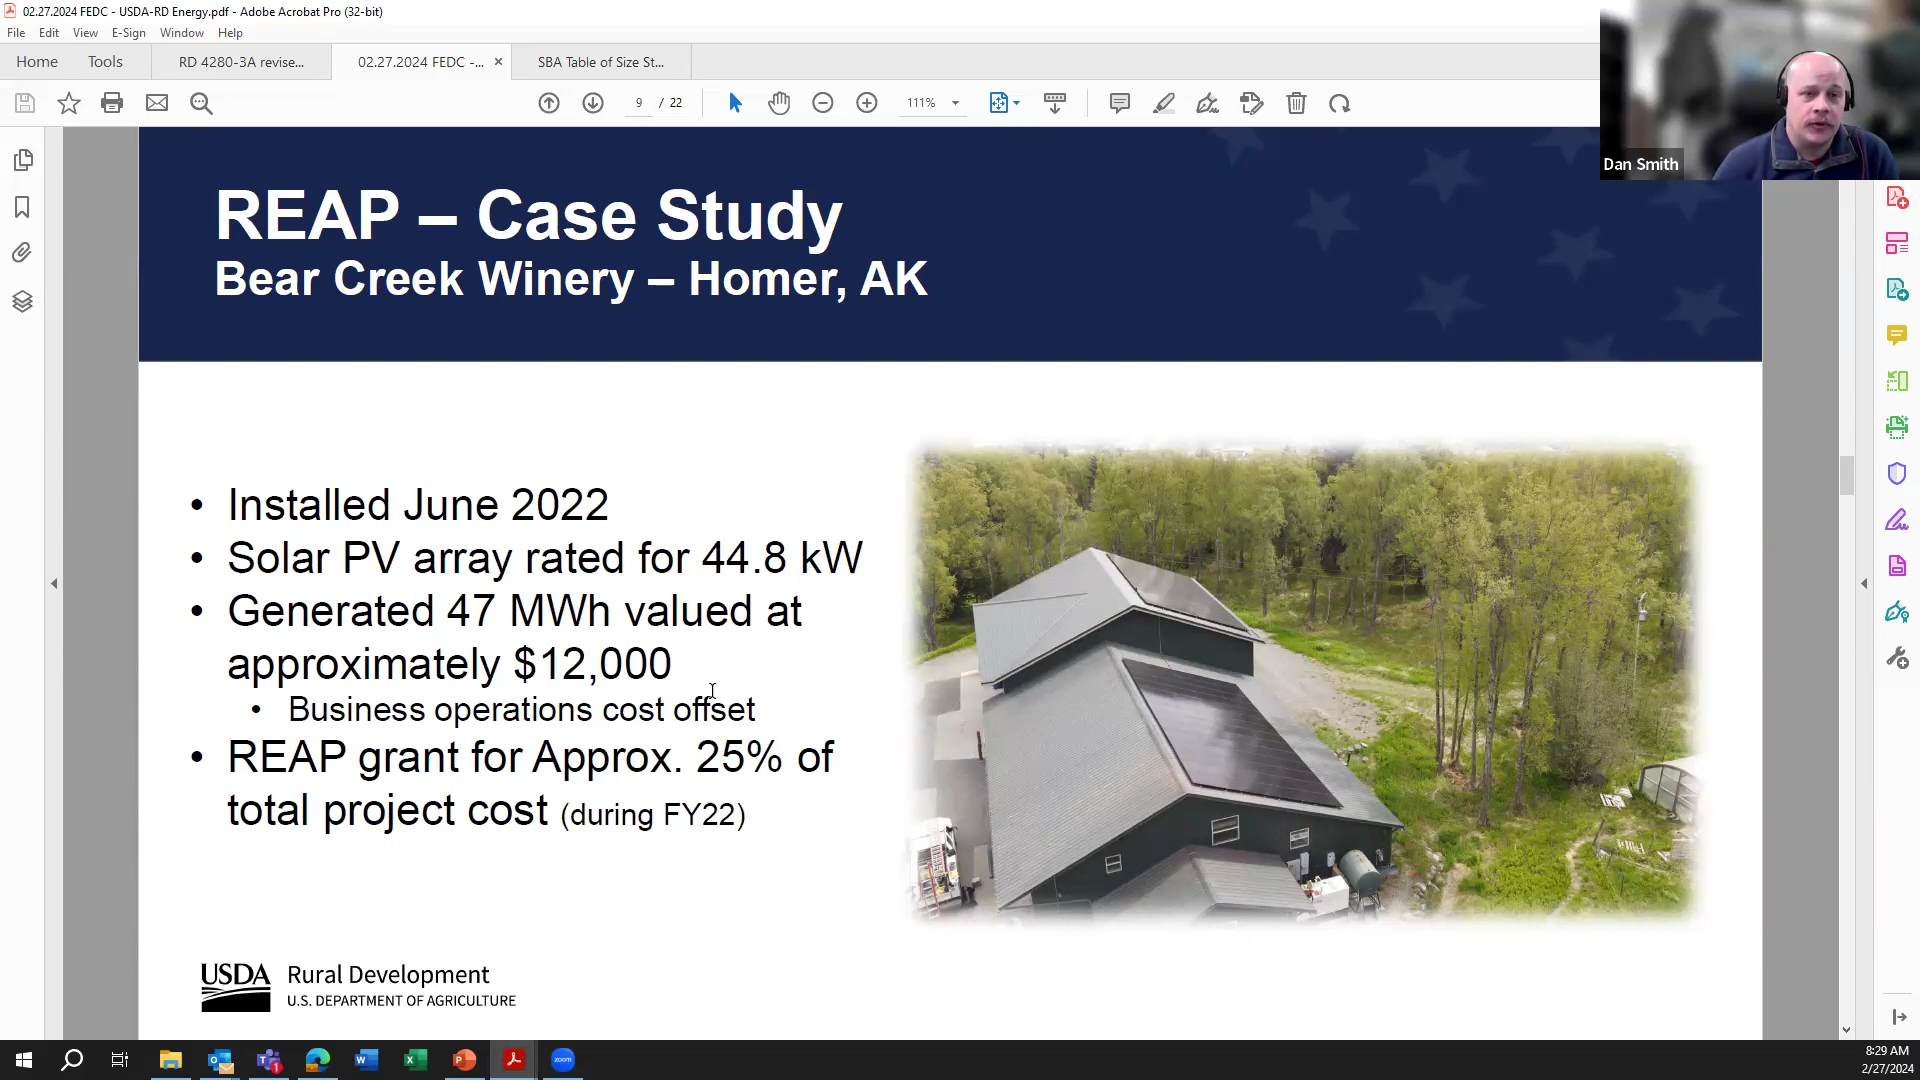 02.27.2024 FEDC - USDA-RD Energy.pdf - Adobe Acrobat Pro (32-bit)
File Edit View E-Sign Window Help
Home Tools RD 4280-3A revise... 02.27.2024 FEDC -... × SBA Table of Size St...
9 / 22 111%
Dan Smith
REAP – Case Study
Bear Creek Winery – Homer, AK
• Installed June 2022
• Solar PV array rated for 44.8 kW
• Generated 47 MWh valued at
approximately $12,000
• Business operations cost offset
• REAP grant for Approx. 25% of
total project cost (during FY22)
USDA Rural Development
U.S. DEPARTMENT OF AGRICULTURE
zoom
8:29 AM
2/27/2024